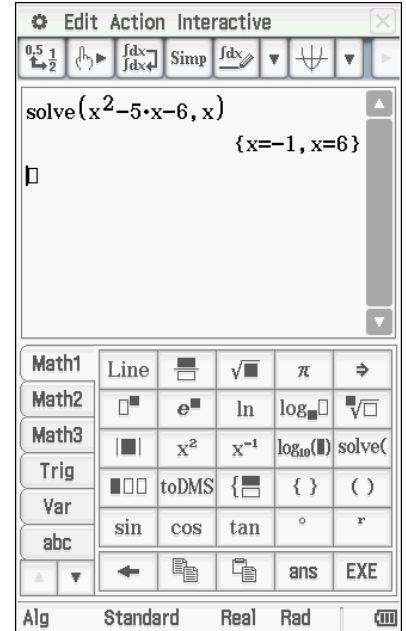 Edit Action Interactive
0.5 1 2 ∫dx ∫dx Simp ∫dx
solve(x²−5·x−6,x)
{x=−1,x=6}
Math1 Line √■ π ⇒
Math2 □■ e■ ln log■□ ■√□
Math3 |■| x² x⁻¹ log₁₀(■) solve(
Trig ■□□ toDMS { { } ( )
Var sin cos tan ° r
abc
← ans EXE
Alg Standard Real Rad